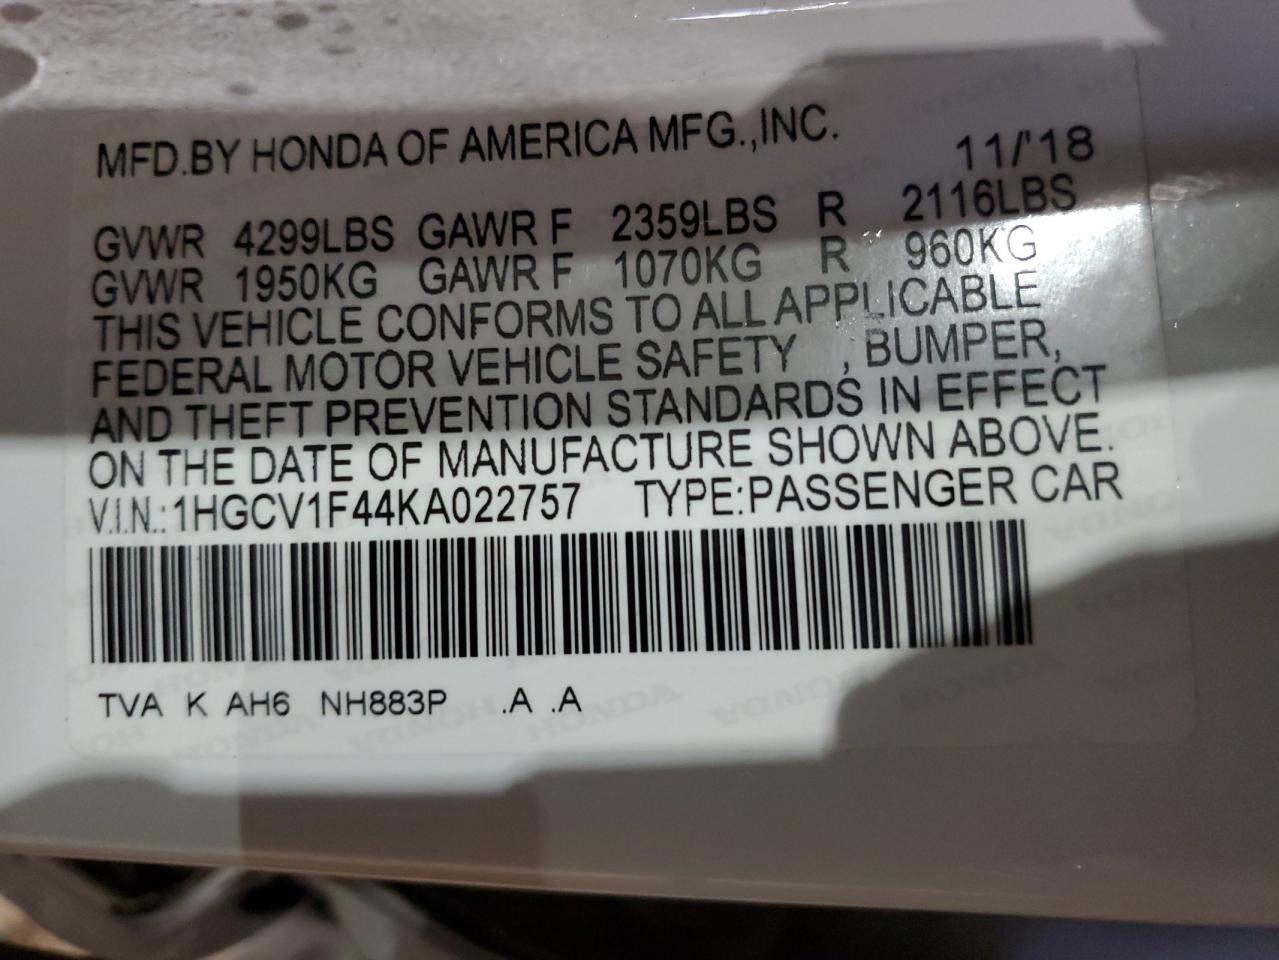 MFD.BY HONDA OF AMERICA MFG.,INC. 11/'18
GVWR 4299LBS GAWR F 2359LBS R 2116LBS
GVWR 1950KG GAWR F 1070KG R 960KG
THIS VEHICLE CONFORMS TO ALL APPLICABLE
FEDERAL MOTOR VEHICLE SAFETY , BUMPER,
AND THEFT PREVENTION STANDARDS IN EFFECT
ON THE DATE OF MANUFACTURE SHOWN ABOVE.
V.I.N.:1HGCV1F44KA022757 TYPE:PASSENGER CAR
TVA K AH6 NH883P .A .A